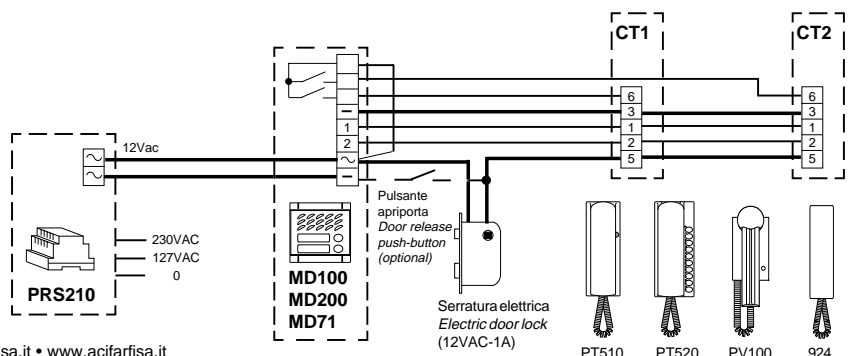 CT1
CT2
6
3
1
2
5
6
3
1
2
5
−
1
2
~
−
12Vac
~
~
230VAC
127VAC
0
PRS210
MD100
MD200
MD71
Pulsante
apriporta
Door release
push-button
(optional)
Serratura elettrica
Electric door lock
(12VAC-1A)
PT510
PT520
PV100
924
sa.it • www.acifarfisa.it